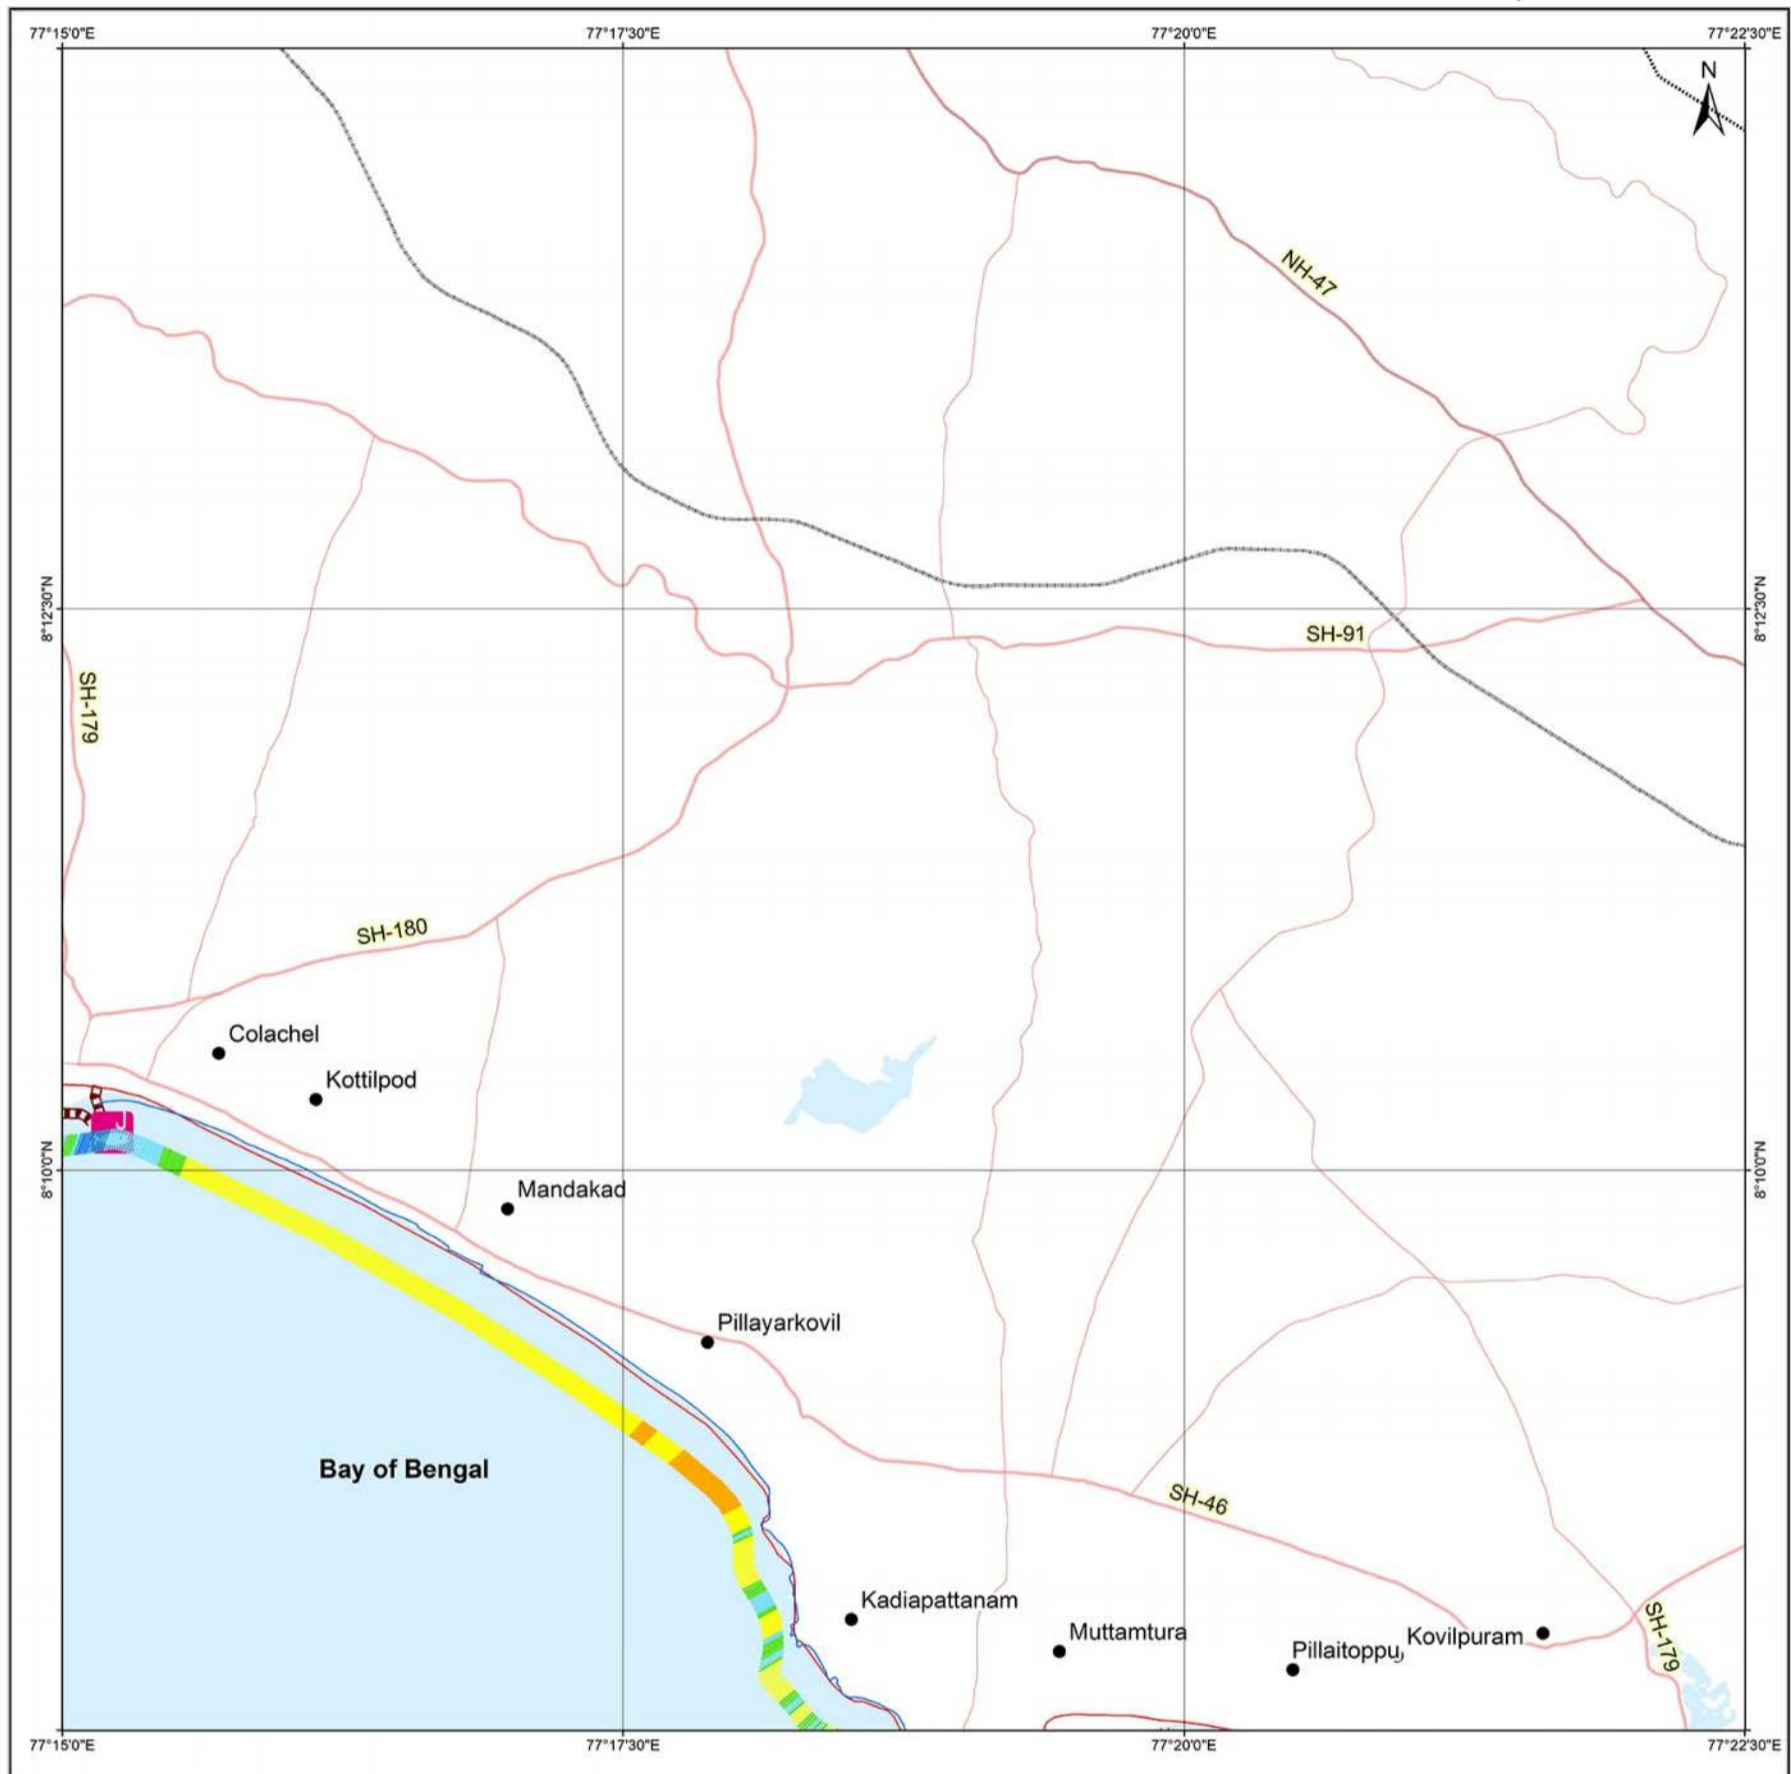 77°15'0"E
77°17'30"E
77°20'0"E
77°22'30"E
N
NH-47
8°12'30"N
8°12'30"N
SH-91
SH-179
SH-180
Colachel
Kottilpod
J
8°10'0"N
8°10'0"N
Mandakad
Pillayarkovil
Bay of Bengal
SH-46
Kadiapattanam
Muttamtura
Pillaitoppu
Kovilpuram
SH-179
77°15'0"E
77°17'30"E
77°20'0"E
77°22'30"E